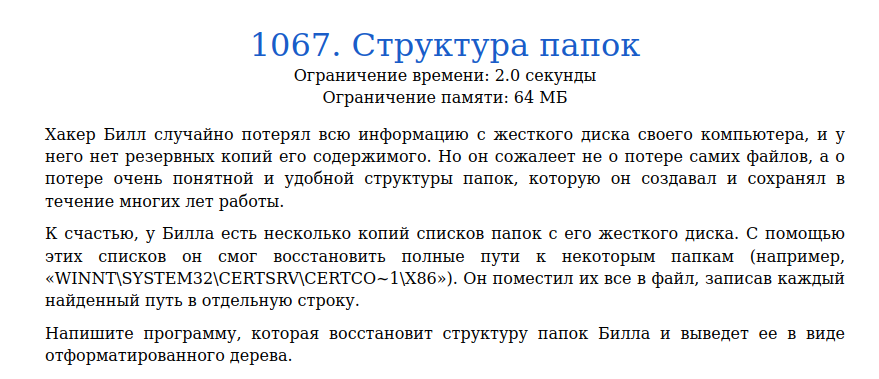 1067. Структура папок
Ограничение времени: 2.0 секунды
Ограничение памяти: 64 МБ
Хакер Билл случайно потерял всю информацию с жесткого диска своего компьютера, и у
него нет резервных копий его содержимого. Но он сожалеет не о потере самих файлов, а о
потере очень понятной и удобной структуры папок, которую он создавал и сохранял в
течение многих лет работы.
К счастью, у Билла есть несколько копий списков папок с его жесткого диска. С помощью
этих списков он смог восстановить полные пути к некоторым папкам (например,
«WINNT\SYSTEM32\CERTSRV\CERTCO~1\X86»). Он поместил их все в файл, записав каждый
найденный путь в отдельную строку.
Напишите программу, которая восстановит структуру папок Билла и выведет ее в виде
отформатированного дерева.